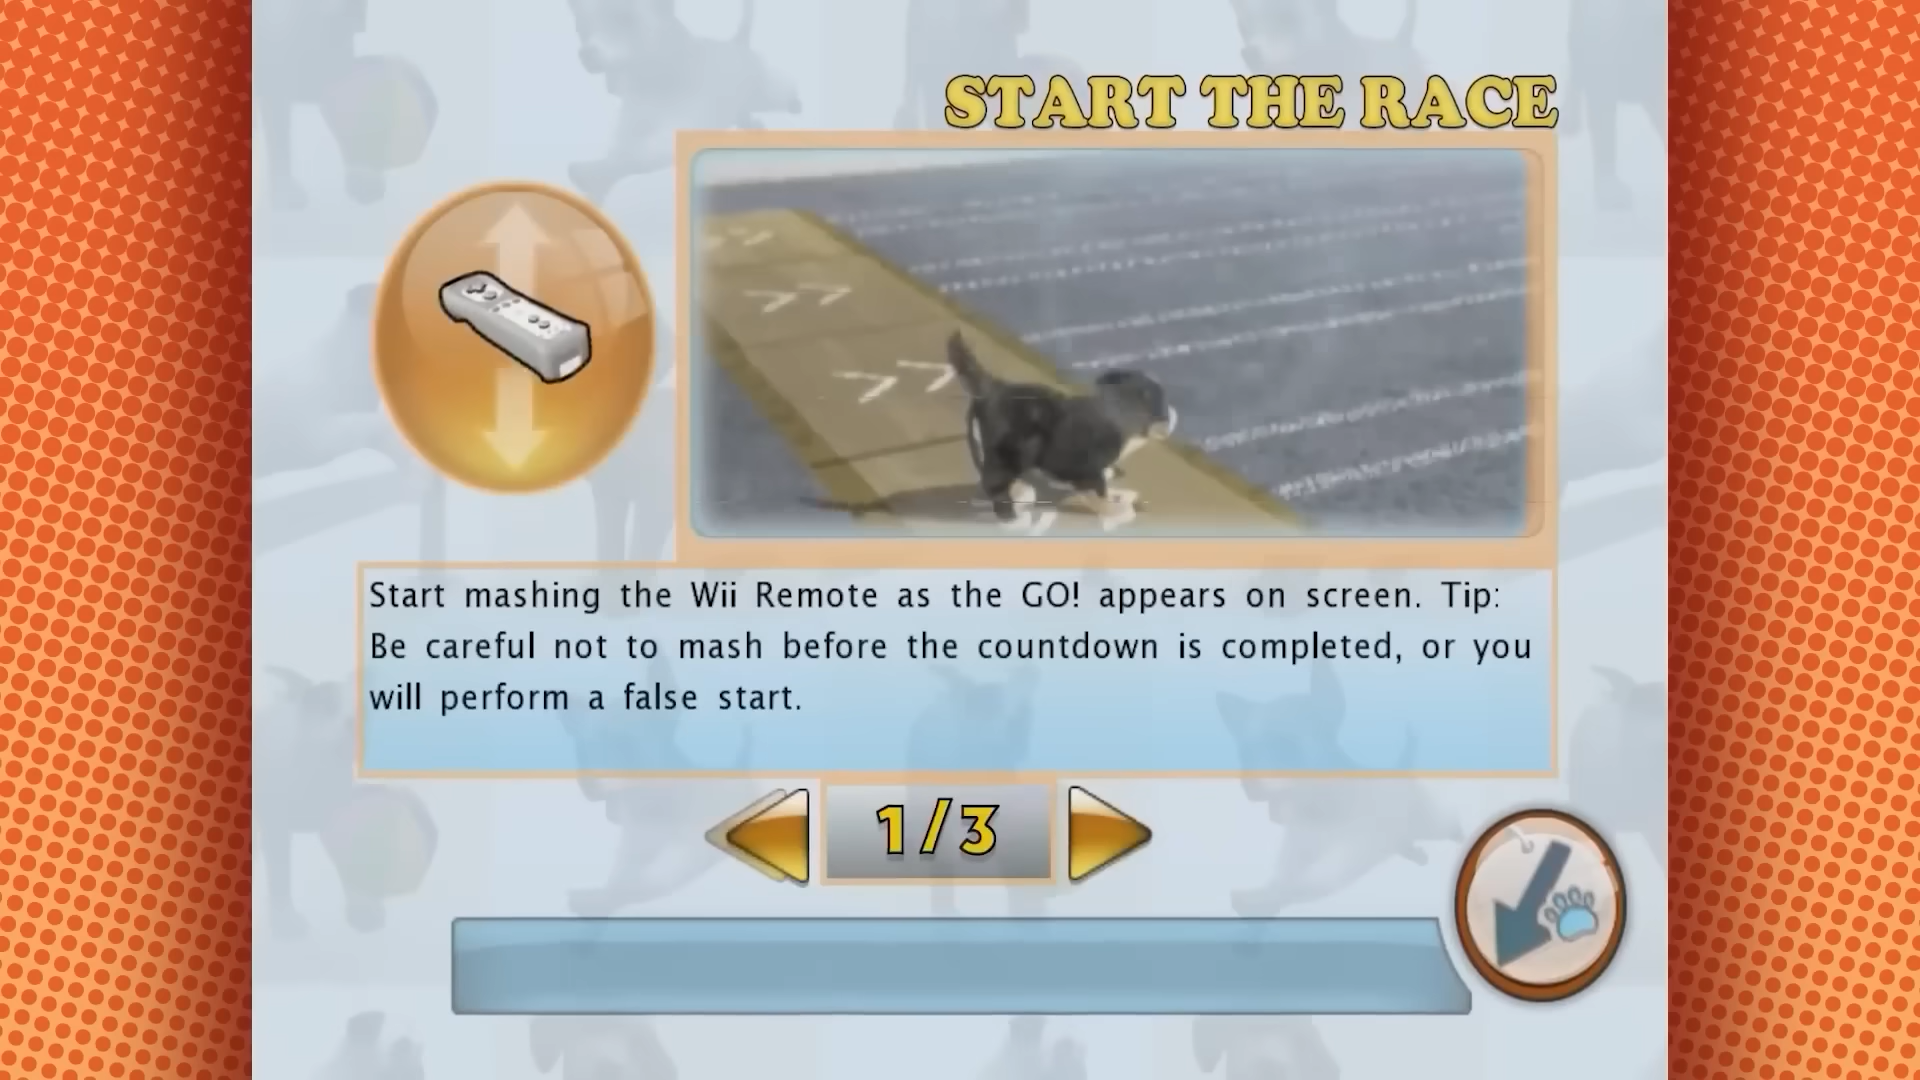 START THE RACE
Start mashing the Wii Remote as the GO! appears on screen. Tip:
Be careful not to mash before the countdown is completed, or you
will perform a false start.
1/3